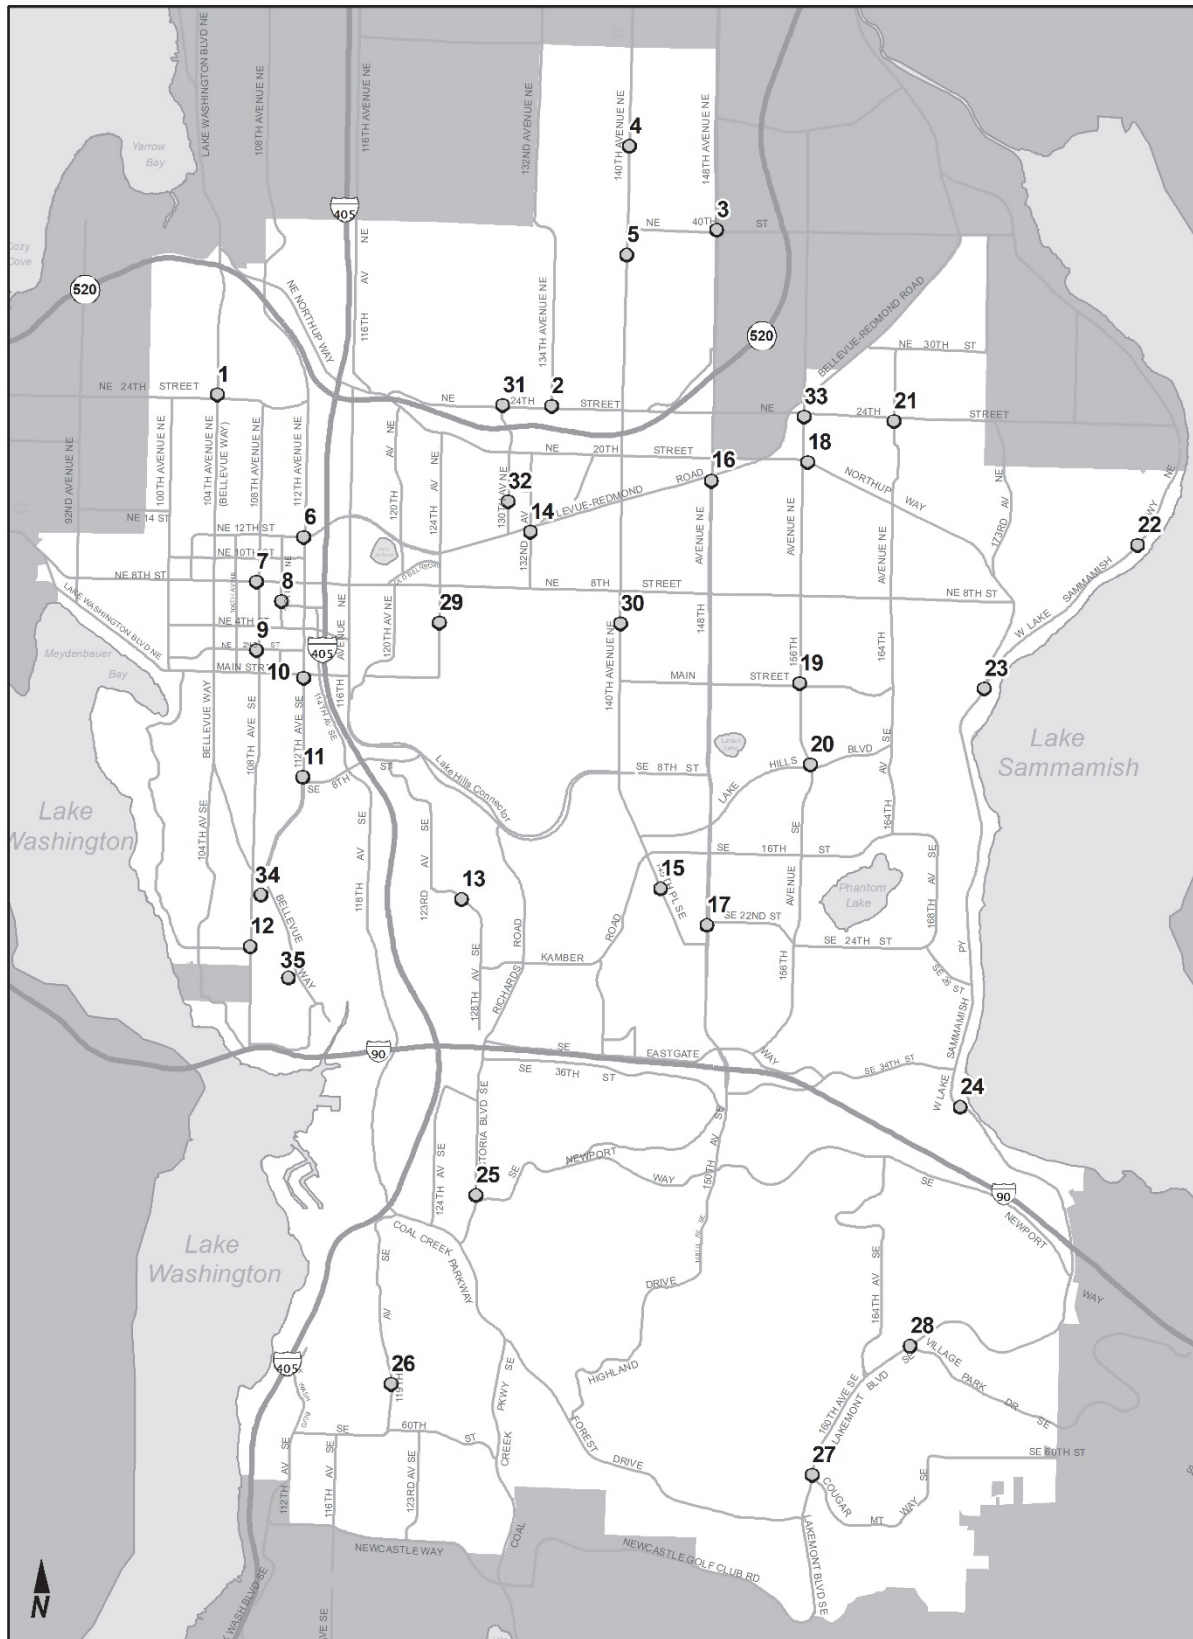 LAKE WASHINGTON BLVD NE
108TH AVENUE NE
116TH AVENUE NE
132ND AVENUE NE
140TH AVENUE NE
148TH AVENUE NE
4
Yarrow
Bay
405
3
NE 40TH ST
5
Cozy
Cove
520
NE NORTHUP WAY
116TH AV NE
134TH AVENUE NE
520
BELLEVUE-REDMOND ROAD
NE 30TH ST
1
NE 24TH STREET
31
2
NE 24TH STREET
33
21
NE 24TH STREET
92ND AVENUE NE
100TH AVENUE NE
104TH AVENUE NE
(BELLEVUE WAY)
108TH AVENUE NE
112TH AVENUE NE
120TH AV NE
124TH AV NE
NE 20TH STREET
16
18
NORTHUP WAY
32
130TH AV NE
14
ROAD
NE 14 ST
6
NE 12TH ST
132ND AV
AVENUE NE
AVENUE NE
AVENUE NE
173RD AV NE
22
NE 10TH ST
7
8
NE 8TH ST
NE 8TH STREET
NE 8TH ST
W LAKE SAMMAMISH
LAKE WASHINGTON BLVD NE
29
30
148TH
156TH
164TH
NE 4TH ST
9
AVENUE NE
405
120TH AV NE
140TH AVENUE NE
Meydenbauer
Bay
MAIN
10
116TH
114TH AV SE
MAIN STREET
19
23
BELLEVUE WAY
108TH AVE SE
112TH AVE SE
11
SE 8TH ST
Lake Hills Connector
SE 8TH ST
LAKE HILLS BLVD
20
164TH AV SE
Lake
Sammamish
Lake
Washington
104TH AV SE
118TH AV SE
SE 16TH ST
34
BELLEVUE WAY
123RD AV SE
13
15
Phantom
Lake
168TH AV SE
12
17
SE 22ND ST
AVENUE SE
35
128TH AV SE
RICHARDS ROAD
KAMBER ROAD
156TH
SE 24TH ST
SE 26 ST
W LAKE SAMMAMISH PY
90
SE EASTGATE WAY
SE 36TH ST
SE 34TH ST
24
124TH AV SE
150TH AV SE
25
SE NEWPORT WAY
SE NEWPORT WAY
90
COAL CREEK PARKWAY
Lake
Washington
DRIVE
164TH AV SE
28
VILLAGE PARK DR SE
405
26
119TH AV SE
HIGHLAND
LAKEMONT BLVD SE
160TH AVE SE
SE 60TH ST
COAL CREEK PKWY SE
FOREST DRIVE
27
COUGAR MT WAY SE
SE 60TH ST
112TH AV SE
116TH AV SE
123RD AV SE
NEWCASTLE WAY
NEWCASTLE GOLF CLUB RD
LAKEMONT BLVD SE
N
WASH BLVD SE
AVE SE